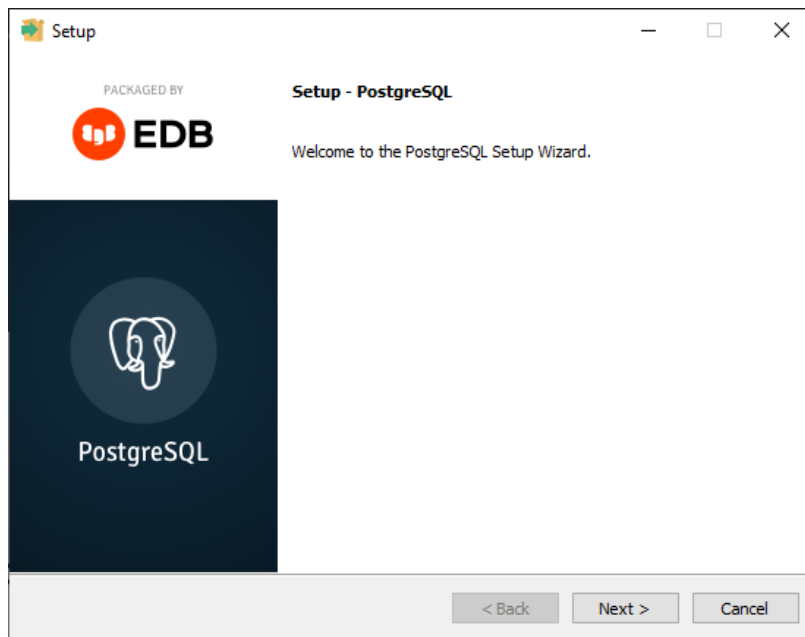 Setup
PACKAGED BY
EDB
Setup - PostgreSQL
Welcome to the PostgreSQL Setup Wizard.
PostgreSQL
< Back
Next >
Cancel